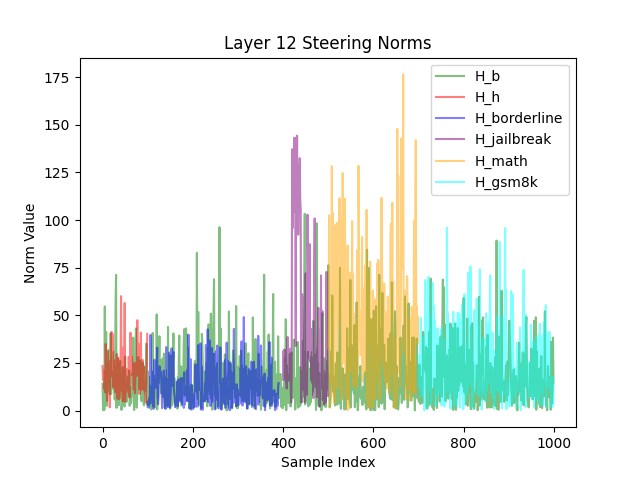 Layer 12 Steering Norms
H_b
H_h
H_borderline
H_jailbreak
H_math
H_gsm8k
Norm Value
175
150
125
100
75
50
25
0
0 200 400 600 800 1000
Sample Index